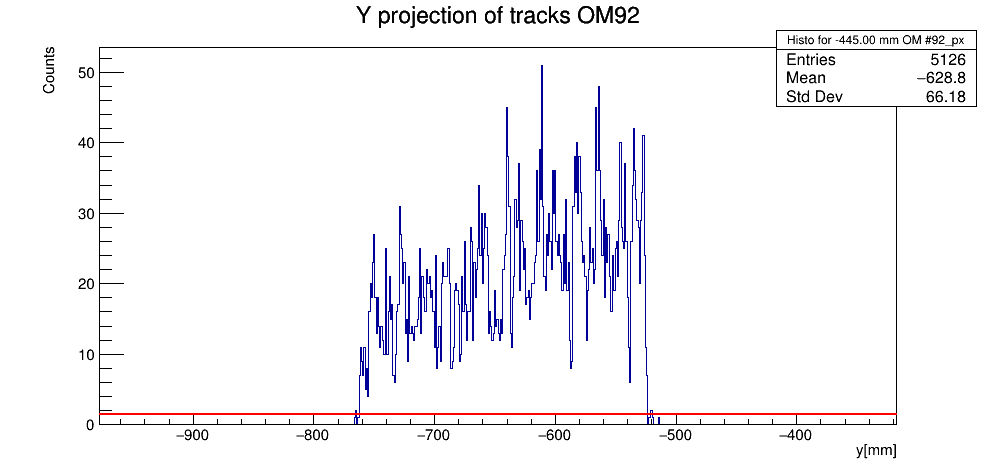 Y projection of tracks OM92
Histo for -445.00 mm OM #92_px
Entries 5126
Mean −628.8
Std Dev 66.18
Counts
50
40
30
20
10
0
−900 −800 −700 −600 −500 −400
y[mm]